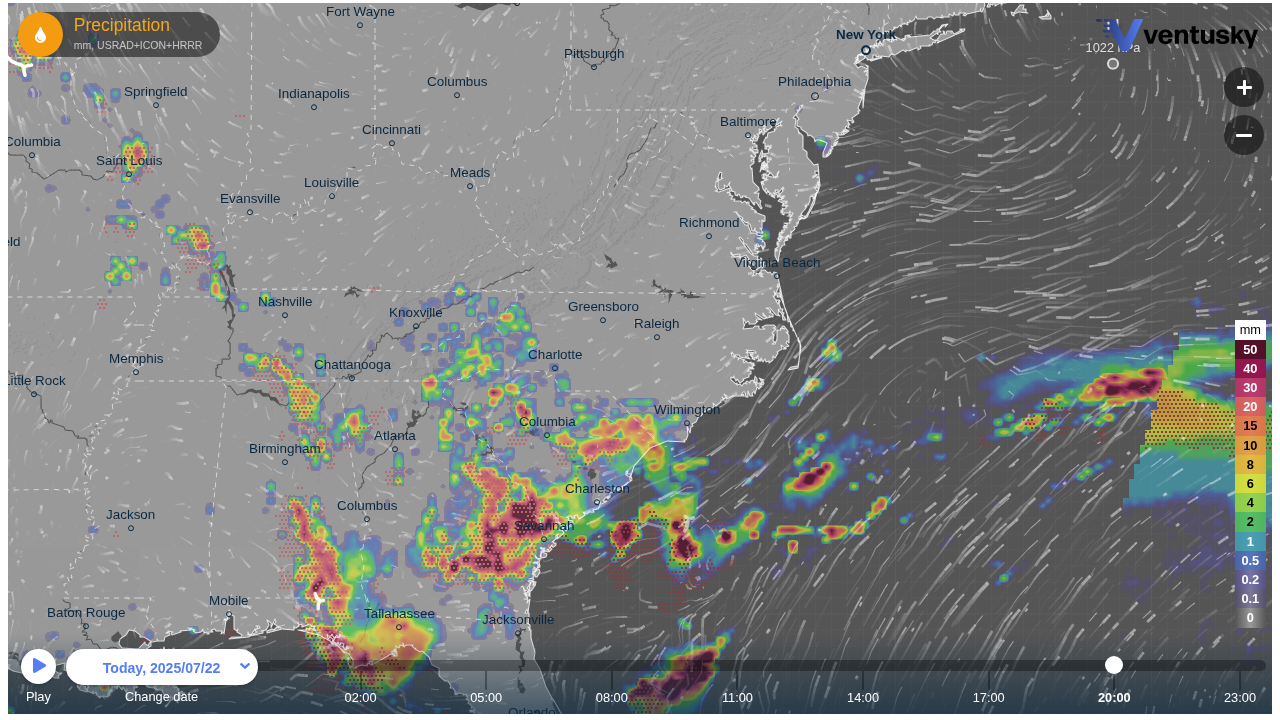 Fort Wayne
Precipitation
mm, USRAD+ICON+HRRR
New York
ventusky
1022 hPa
Pittsburgh
Columbus
Philadelphia
Springfield
Indianapolis
Baltimore
Cincinnati
Columbia
Saint Louis
Meads
Louisville
Evansville
Richmond
eld
Virginia Beach
Nashville
Knoxville
Greensboro
Raleigh
Memphis
Charlotte
Chattanooga
Little Rock
Wilmington
Columbia
Atlanta
Birmingham
Charleston
Columbus
Jackson
Savannah
Mobile
Baton Rouge
Tallahassee
Jacksonville
Orlando
mm
50
40
30
20
15
10
8
6
4
2
1
0.5
0.2
0.1
0
Today, 2025/07/22
Play
Change date
02:00
05:00
08:00
11:00
14:00
17:00
20:00
23:00